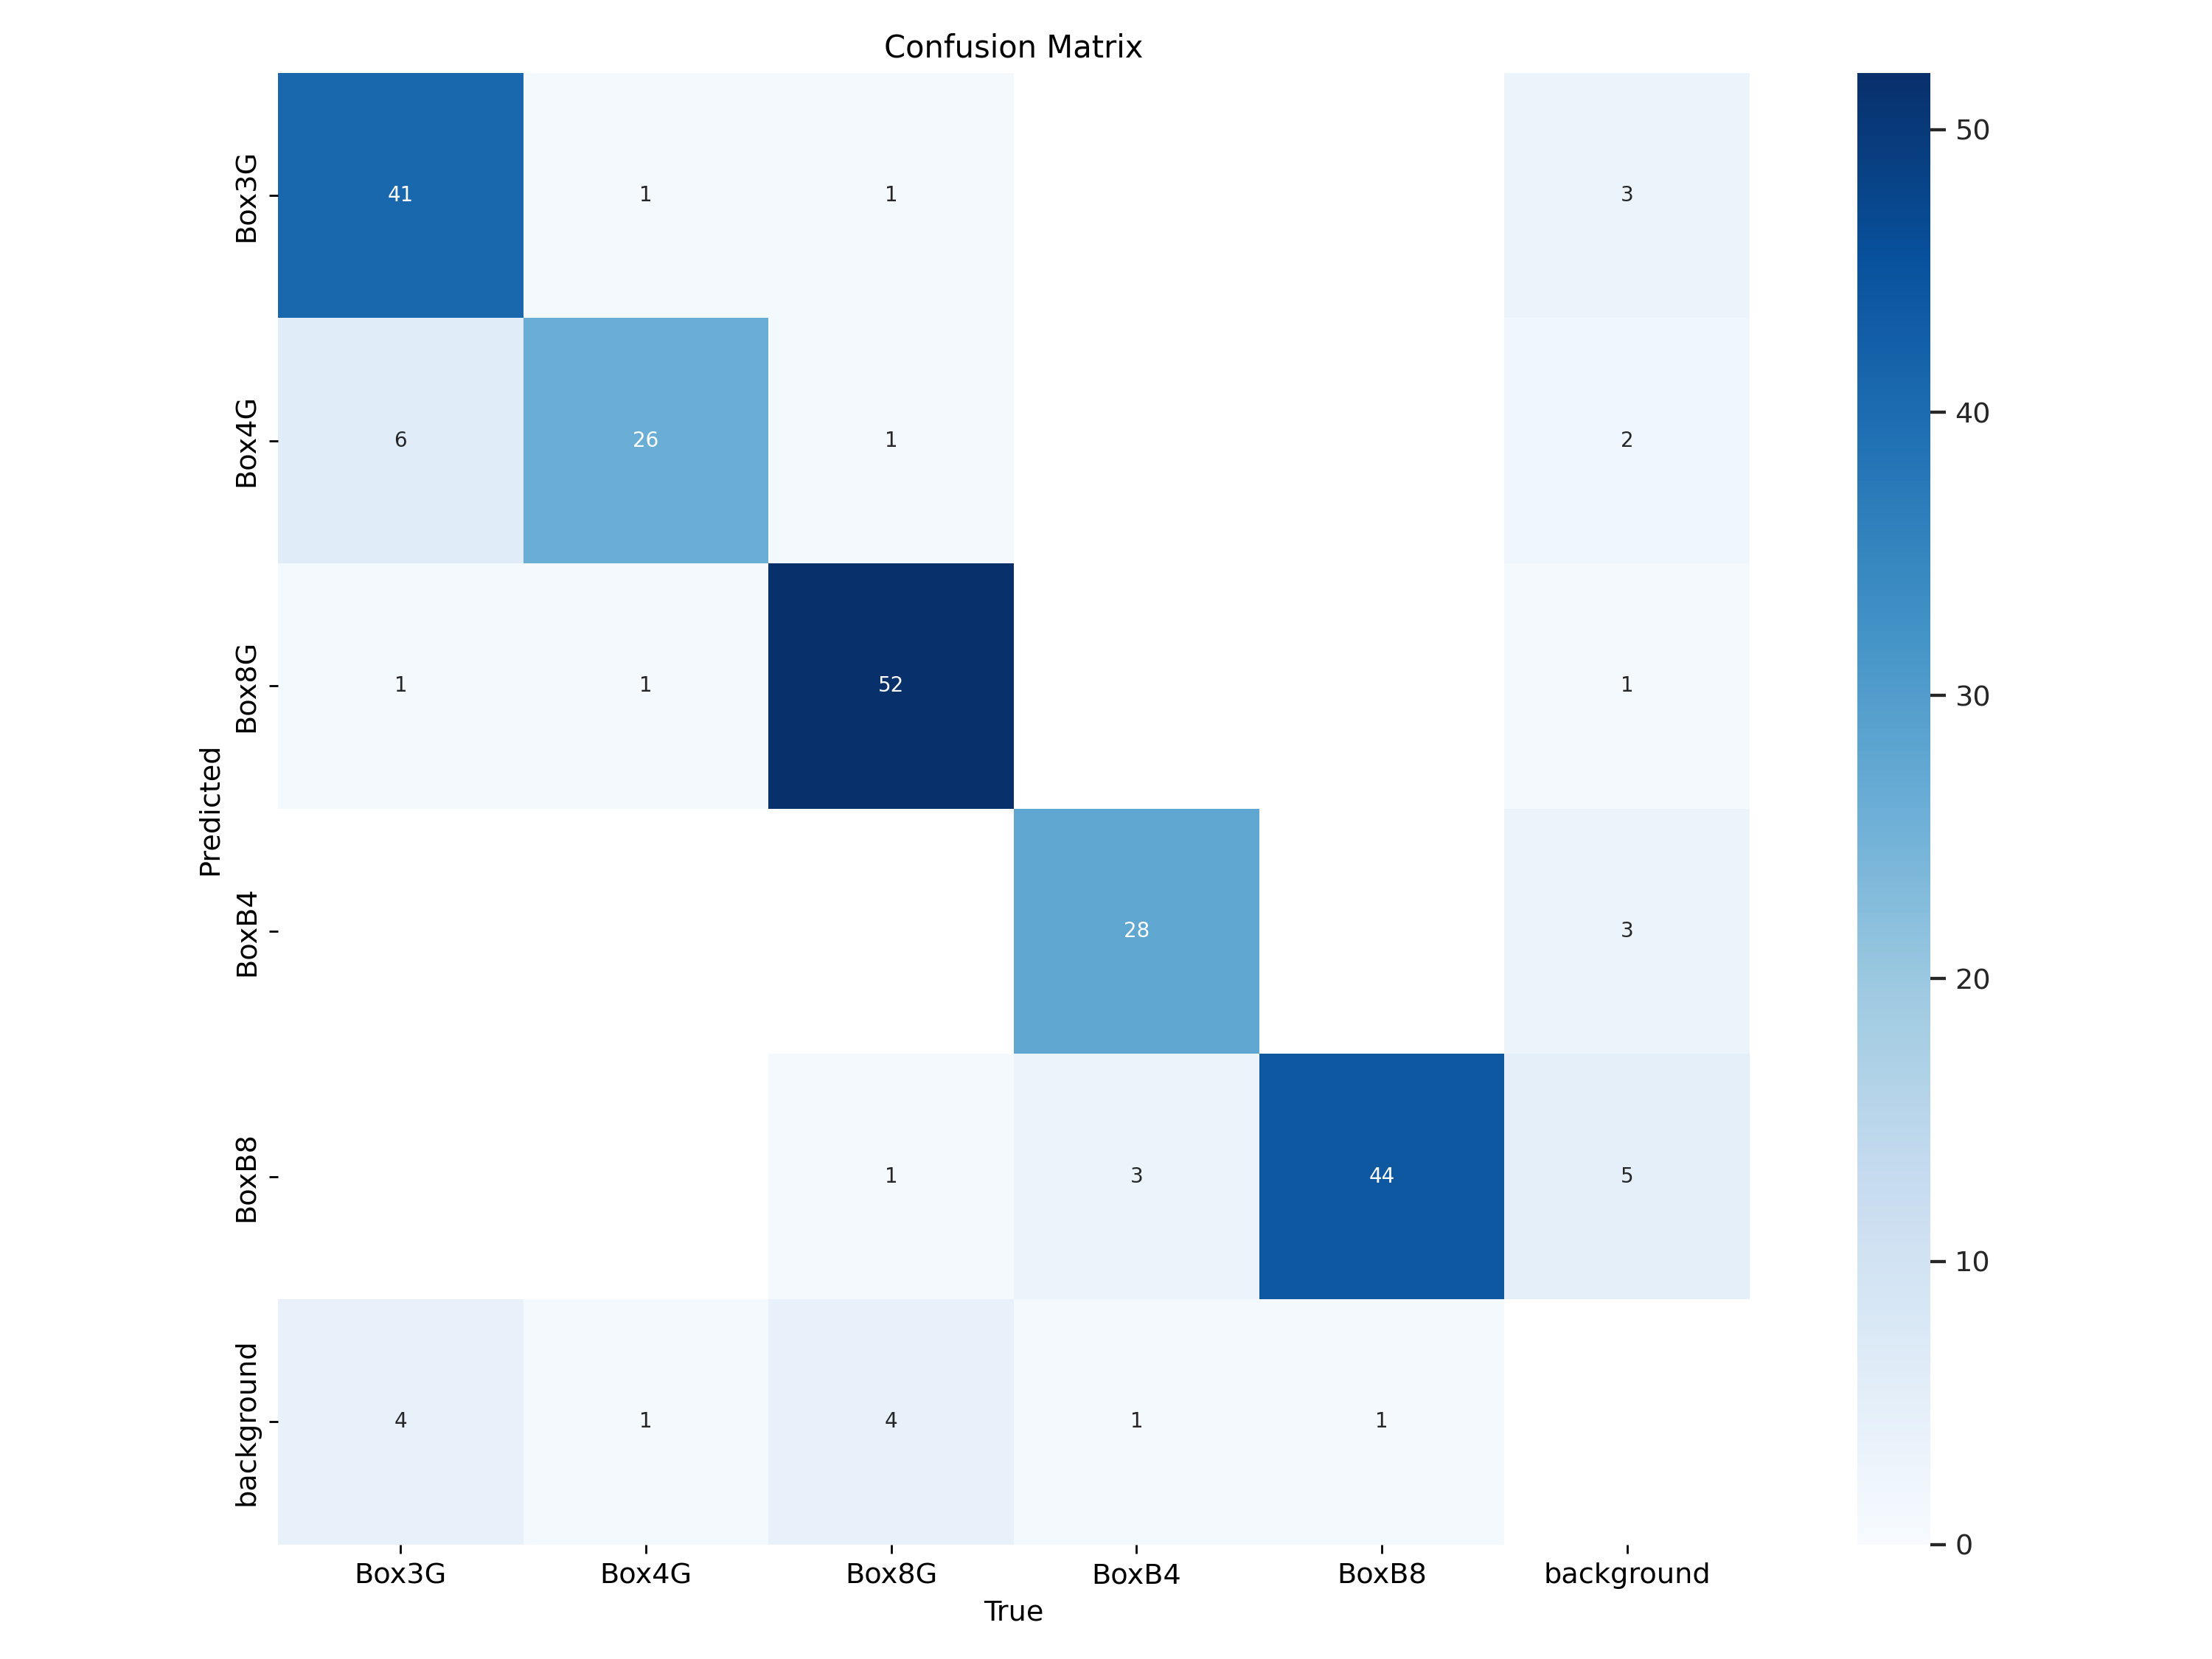 Confusion Matrix
Box3G 41 1 1 3
Box4G 6 26 1 2
Box8G 1 1 52 1
BoxB4 28 3
BoxB8 1 3 44 5
background 4 1 4 1 1
Box3G Box4G Box8G BoxB4 BoxB8 background
True
Predicted
50
40
30
20
10
0